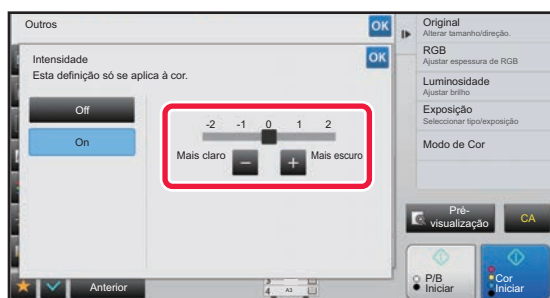 Outros
OK
Intensidade
OK
Esta definição só se aplica à cor.
Off
On
-2 -1 0 1 2
Mais claro
−
+
Mais escuro
Anterior
3
4
A3
Original
Alterar tamanho/direção.
RGB
Ajustar espessura de RGB
Luminosidade
Ajustar brilho
Exposição
Seleccionar tipo/exposição
Modo de Cor
Pré-
visualização
CA
P/B
Iniciar
Cor
Iniciar